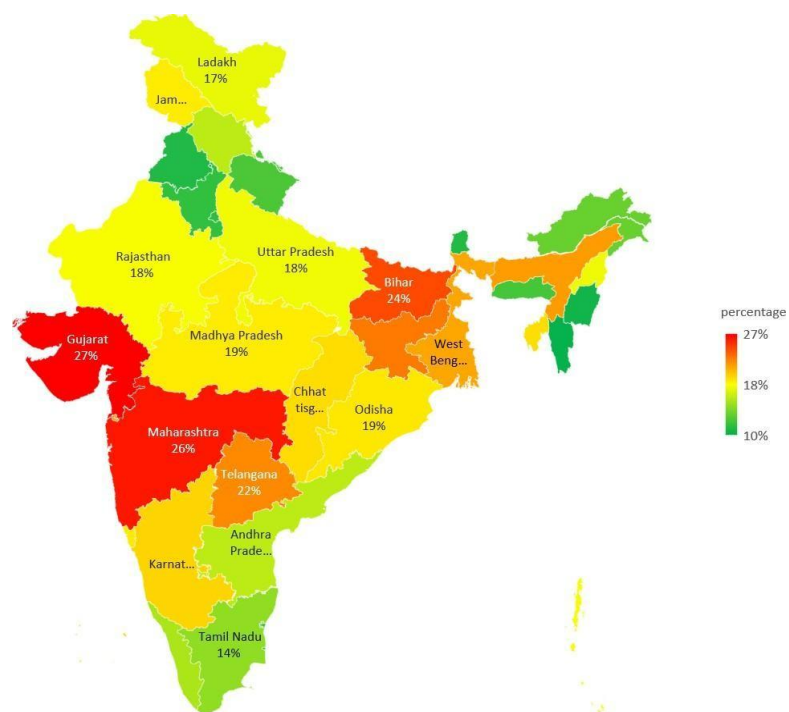 Ladakh
17%
Jam...
Rajasthan
18%
Uttar Pradesh
18%
Bihar
24%
Gujarat
27%
Madhya Pradesh
19%
West
Beng...
Chhat
tisg...
Odisha
19%
Maharashtra
26%
Telangana
22%
Andhra
Prade...
Karnat...
Tamil Nadu
14%
percentage
27%
18%
10%